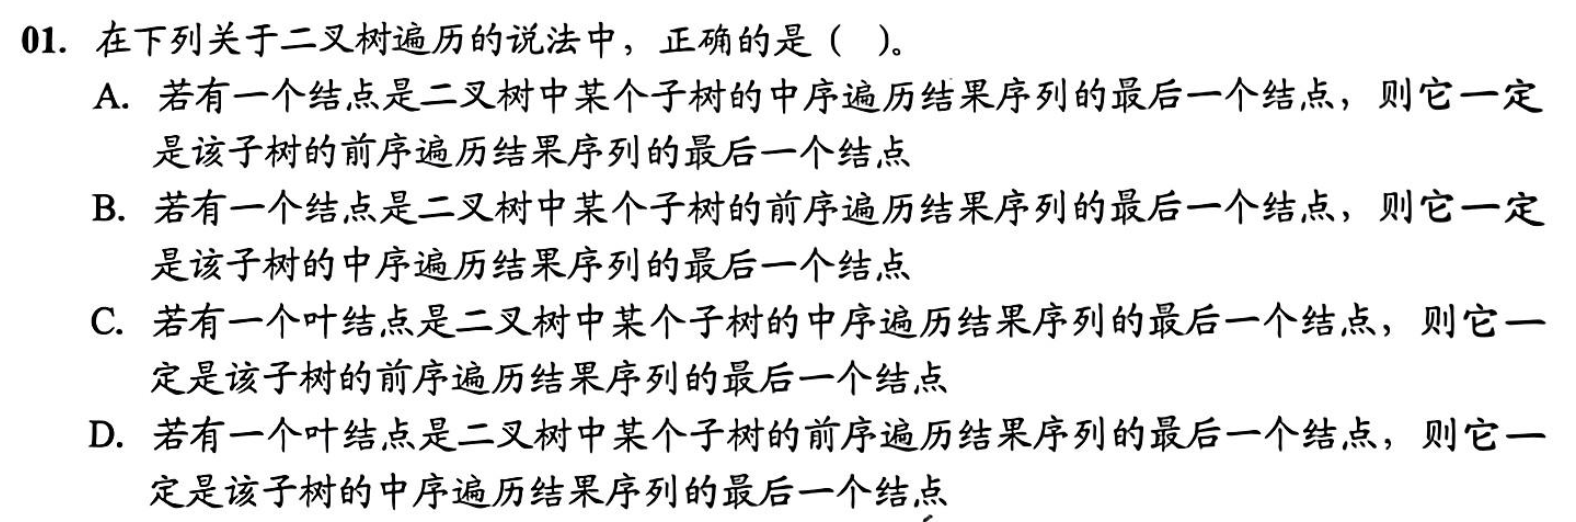 01. 在下列关于二叉树遍历的说法中，正确的是（ ）。
A. 若有一个结点是二叉树中某个子树的中序遍历结果序列的最后一个结点，则它一定
是该子树的前序遍历结果序列的最后一个结点
B. 若有一个结点是二叉树中某个子树的前序遍历结果序列的最后一个结点，则它一定
是该子树的中序遍历结果序列的最后一个结点
C. 若有一个叶结点是二叉树中某个子树的中序遍历结果序列的最后一个结点，则它一
定是该子树的前序遍历结果序列的最后一个结点
D. 若有一个叶结点是二叉树中某个子树的前序遍历结果序列的最后一个结点，则它一
定是该子树的中序遍历结果序列的最后一个结点